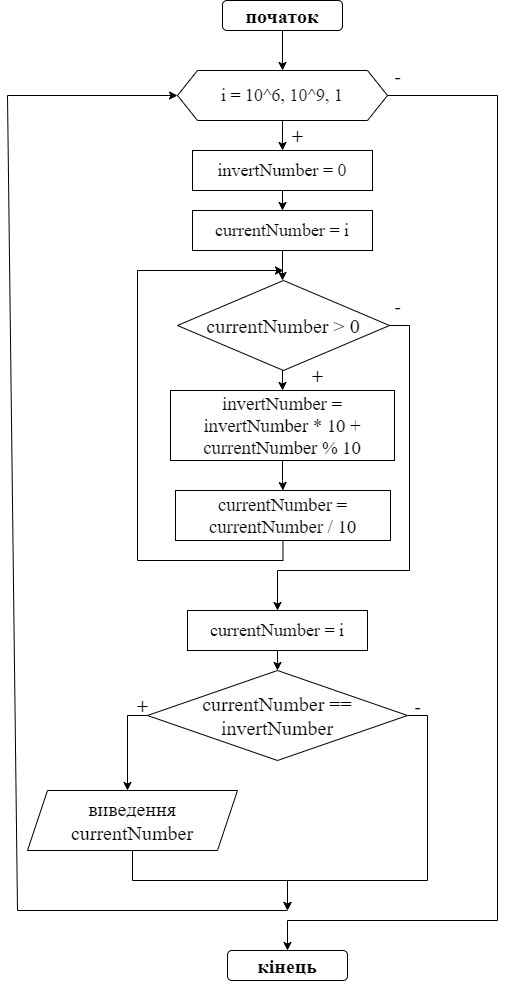 початок
-
i = 10^6, 10^9, 1
+
invertNumber = 0
currentNumber = i
-
currentNumber > 0
+
invertNumber =
invertNumber * 10 +
currentNumber % 10
currentNumber =
currentNumber / 10
currentNumber = i
+
currentNumber ==
invertNumber
-
виведення
currentNumber
кінець